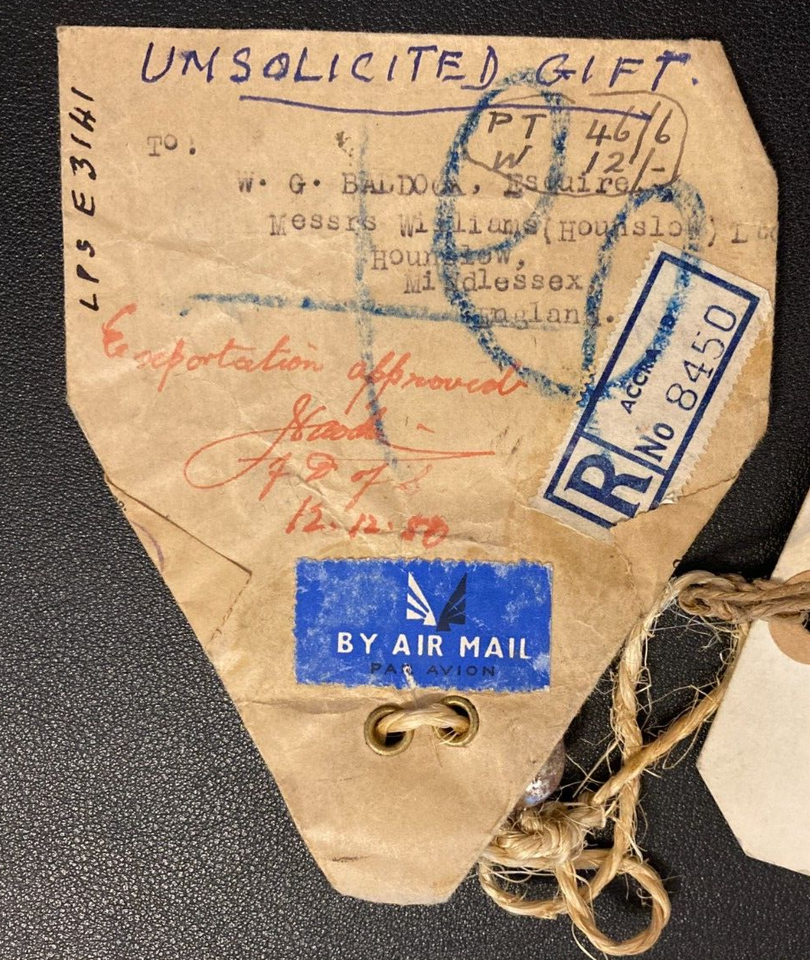 UNSOLICITED GIFT.
PT 46/6
W 12/-
To:
W. G. BALDOCK, Esquire,
Messrs Williams (Hounslow) Ltd
Hounslow,
Middlessex
England.
LPS E3141
Exportation approved
12.12.50
R
ACCRA
No 8450
BY AIR MAIL
PAR AVION